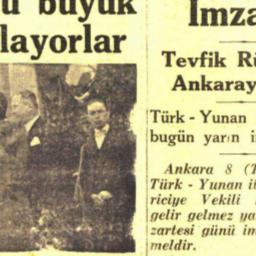 büyük
layorlar
İmza
Tevfik Rü
Ankaray
Türk - Yunan
bugün yarın i
Ankara 8 (T
Türk - Yunan it
riciye Vekili
gelir gelmez ya
zartesi günü im
meldir.